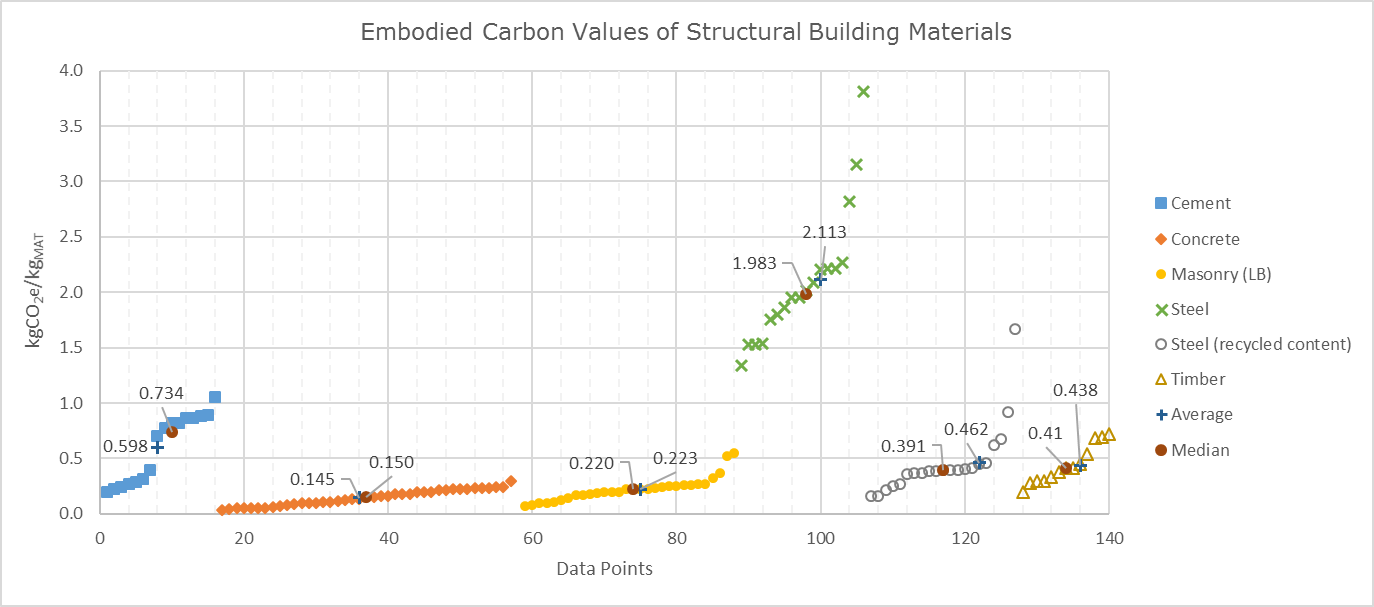 Embodied Carbon Values of Structural Building Materials
4.0
3.5
3.0
2.5
2.0
1.5
1.0
0.5
0.0
kgCO₂e/kgMAT
0.734
0.598
0.145
0.150
0.220
0.223
1.983
2.113
0.391
0.462
0.41
0.438
0
20
40
60
80
100
120
140
Data Points
Cement
Concrete
Masonry (LB)
Steel
Steel (recycled content)
Timber
Average
Median